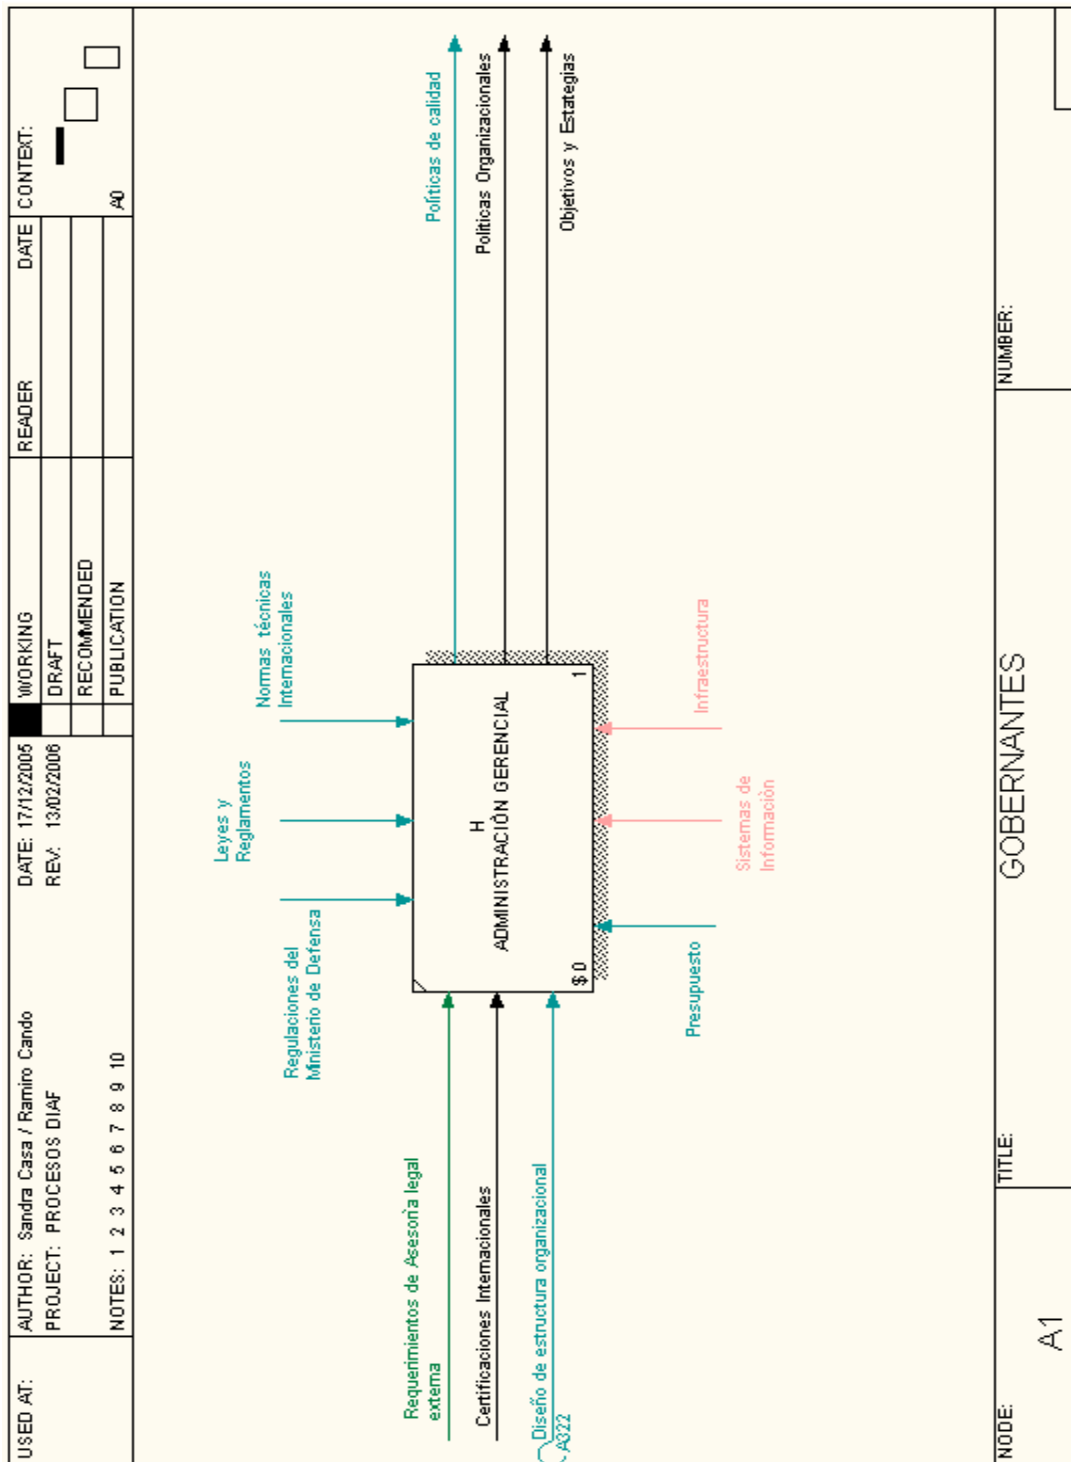 USED AT:
AUTHOR: Sandra Casa / Ramiro Cando
DATE: 17/12/2005
WORKING
READER
DATE
CONTEXT:
PROJECT: PROCESOS DIAF
REV: 13/02/2006
DRAFT
RECOMMENDED
NOTES: 1 2 3 4 5 6 7 8 9 10
PUBLICATION
A0
Leyes y
Reglamentos
Normas técnicas
Internacionales
Regulaciones del
Ministerio de Defensa
Requerimientos de Asesorìa legal
externa
Certificaciones Internacionales
Diseño de estructura organizacional
A322
H
ADMINISTRACIÓN GERENCIAL
$ 0
1
Políticas de calidad
Politicas Organizacionales
Objetivos y Estategias
Presupuesto
Sistemas de
Informaciòn
Infraestructura
NODE:
A1
TITLE:
GOBERNANTES
NUMBER: